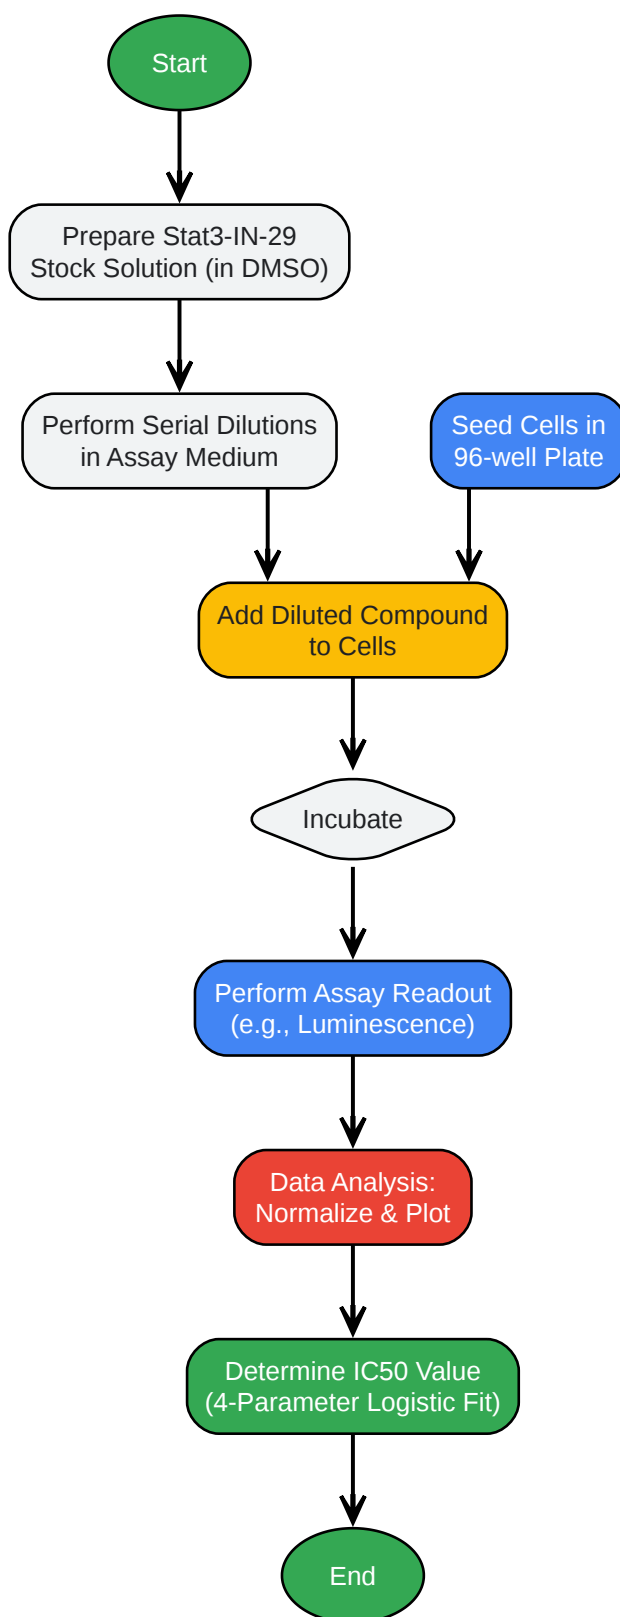 Start
Prepare Stat3-IN-29
Stock Solution (in DMSO)
Perform Serial Dilutions
in Assay Medium
Seed Cells in
96-well Plate
Add Diluted Compound
to Cells
Incubate
Perform Assay Readout
(e.g., Luminescence)
Data Analysis:
Normalize & Plot
Determine IC50 Value
(4-Parameter Logistic Fit)
End